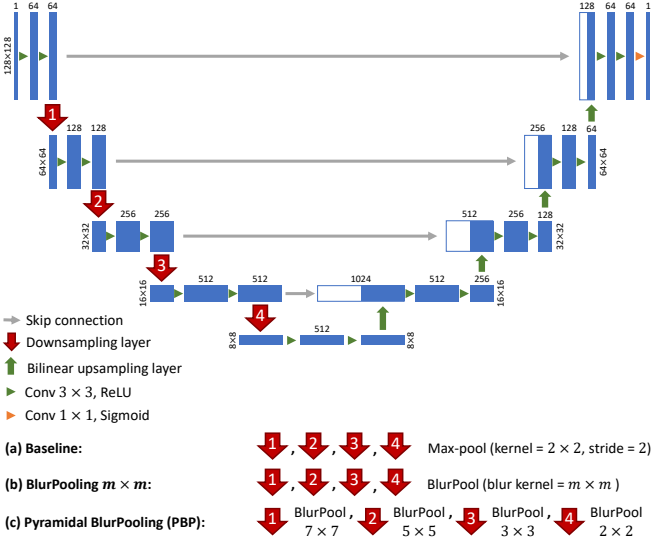 1 64 64 128 64 64 1
128×128
1
128 128 256 128 64
64×64 64×64
2
256 256 512 256 128
32×32 32×32
3
512 512 1024 512 256
16×16 16×16
4
512
8×8 8×8
Skip connection
Downsampling layer
Bilinear upsampling layer
Conv 3 × 3, ReLU
Conv 1 × 1, Sigmoid
(a) Baseline: 1 , 2 , 3 , 4 Max-pool (kernel = 2 × 2, stride = 2)
(b) BlurPooling m × m: 1 , 2 , 3 , 4 BlurPool (blur kernel = m × m )
(c) Pyramidal BlurPooling (PBP): 1 BlurPool 7 × 7 , 2 BlurPool 5 × 5 , 3 BlurPool 3 × 3 , 4 BlurPool 2 × 2